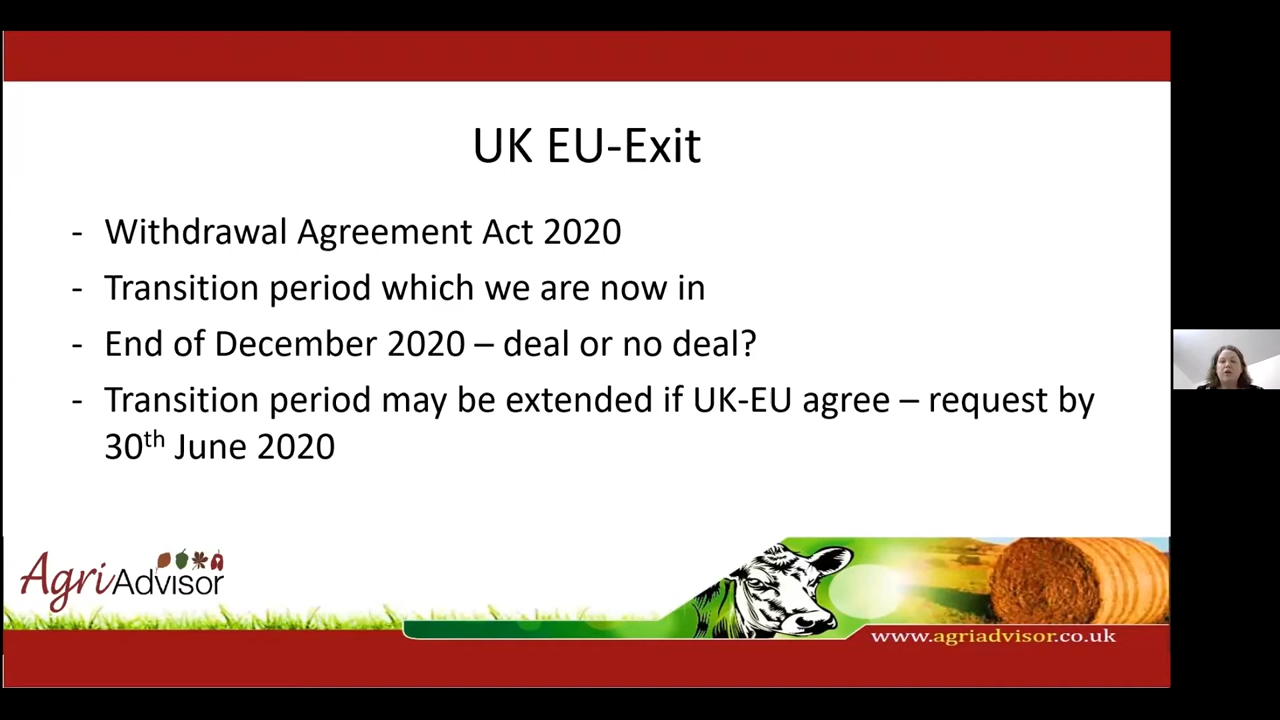 UK EU-Exit
- Withdrawal Agreement Act 2020
- Transition period which we are now in
- End of December 2020 – deal or no deal?
- Transition period may be extended if UK-EU agree – request by
30th June 2020
AgriAdvisor
www.agriadvisor.co.uk